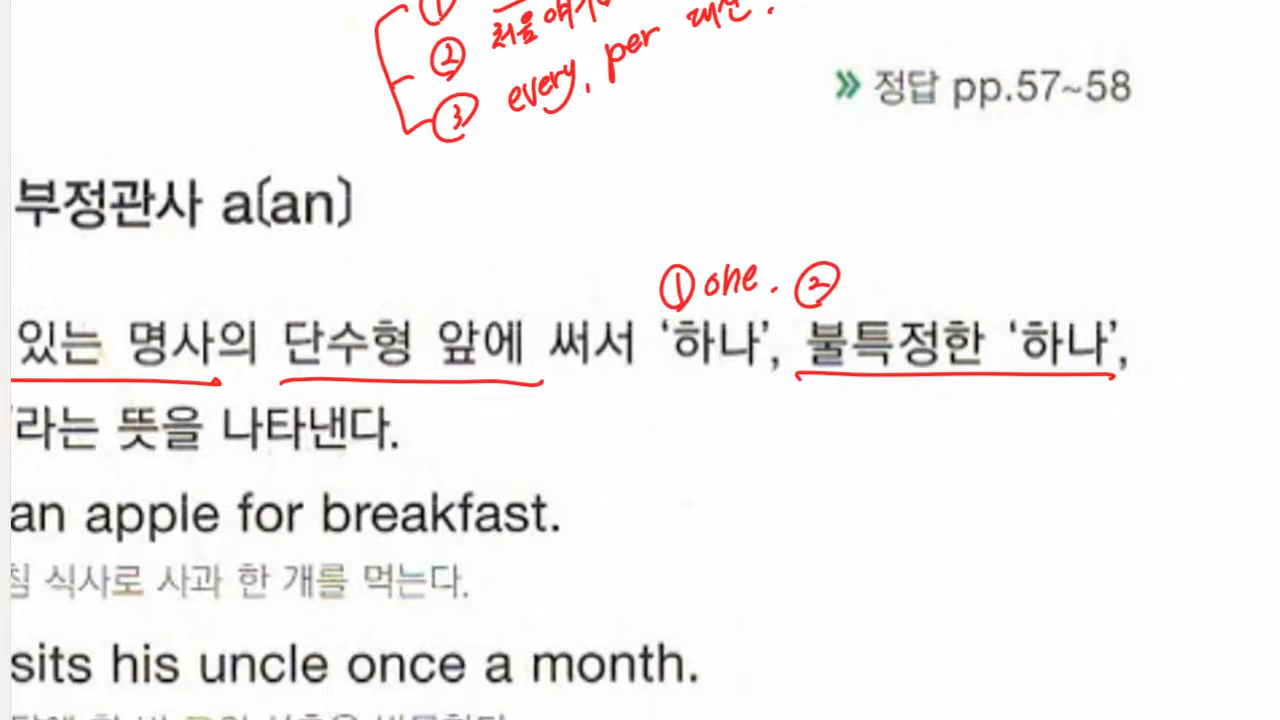 ①
② 처음
③ every, per 대신.
» 정답 pp.57~58
부정관사 a(an)
① one. ②
있는 명사의 단수형 앞에 써서 ‘하나’, 불특정한 ‘하나’,
’라는 뜻을 나타낸다.
an apple for breakfast.
침 식사로 사과 한 개를 먹는다.
sits his uncle once a month.